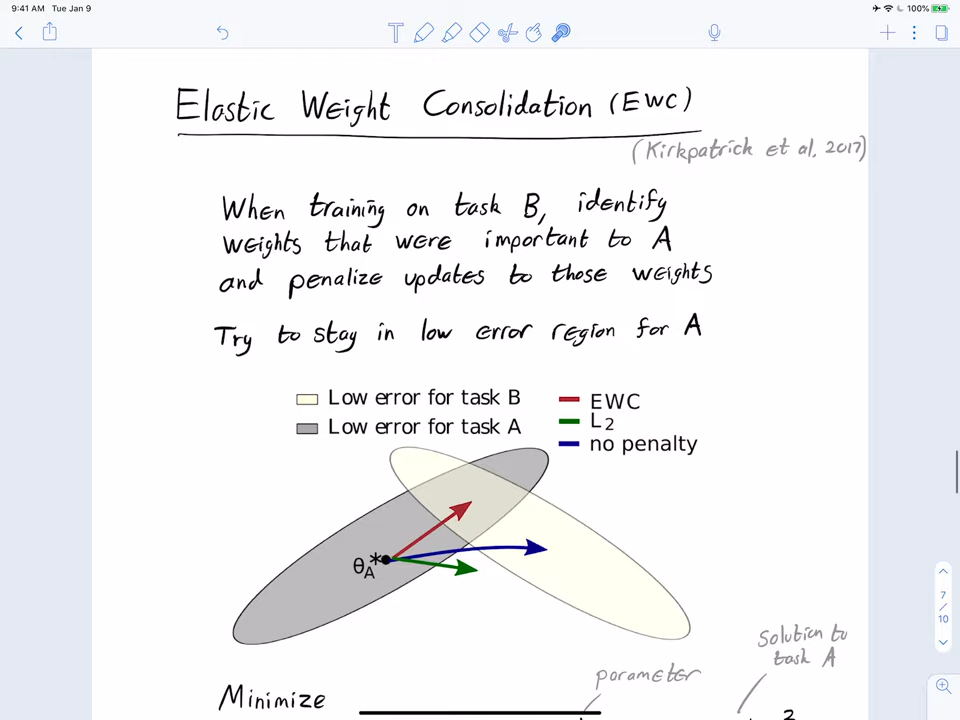 9:41 AM Tue Jan 9
100%
Elastic Weight Consolidation (EWC)
(Kirkpatrick et al, 2017)
When training on task B, identify
weights that were important to A
and penalize updates to those weights
Try to stay in low error region for A
Low error for task B
Low error for task A
EWC
L2
no penalty
θA*
Solution to
task A
parameter
Minimize
2
7
/
10